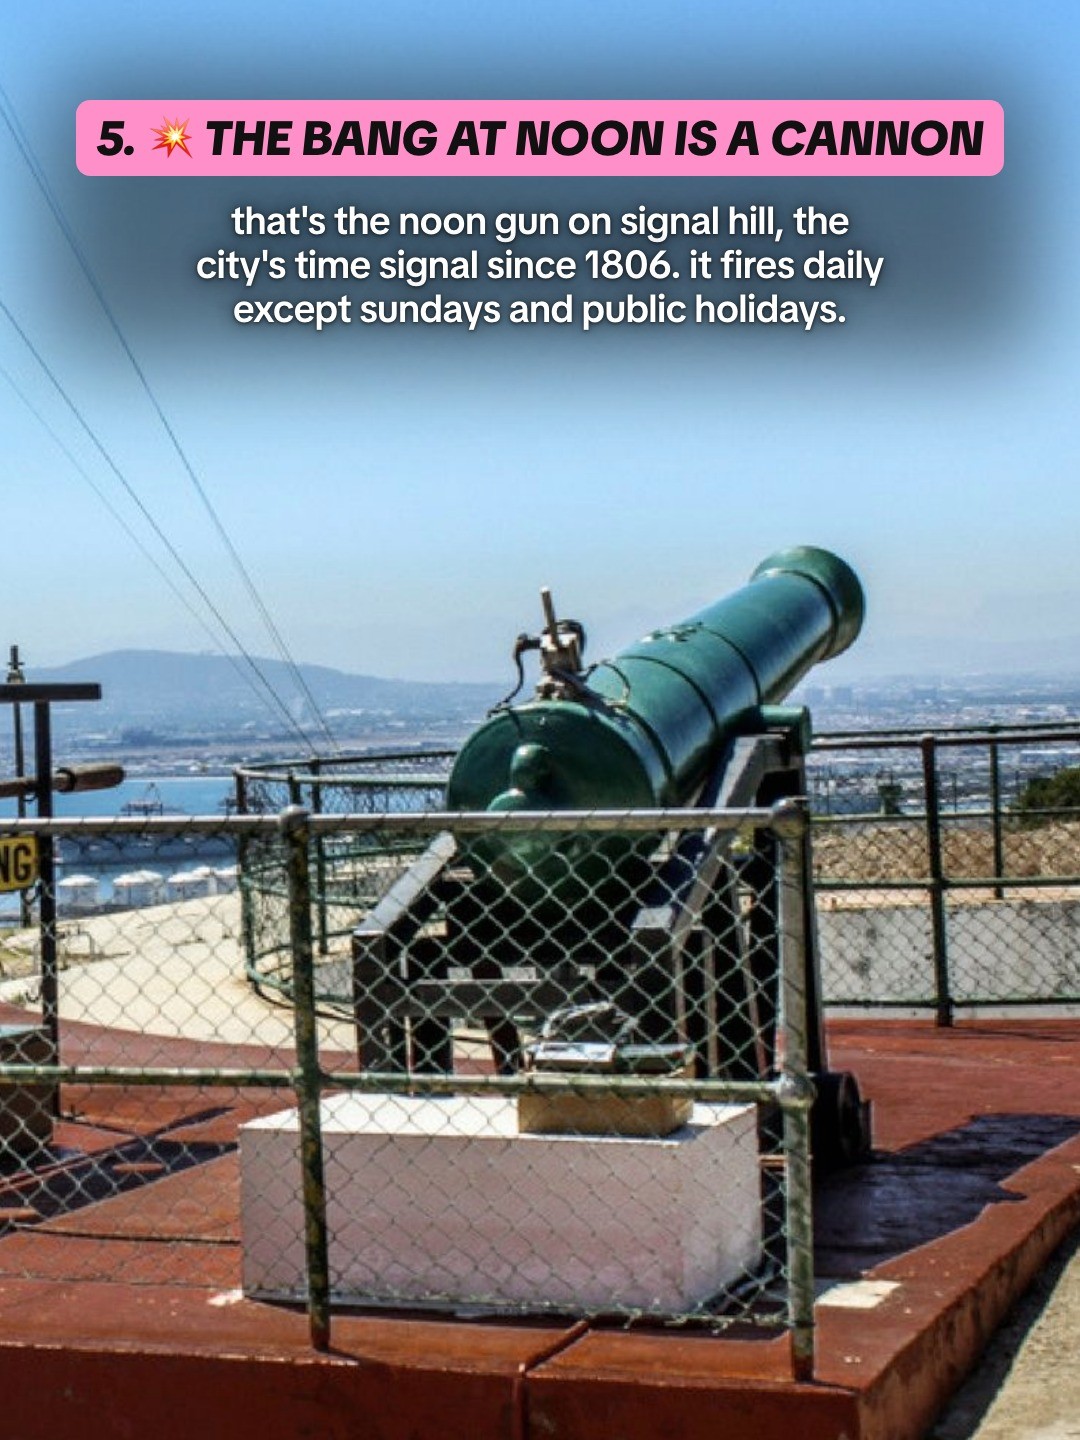 5. 💥 THE BANG AT NOON IS A CANNON
that's the noon gun on signal hill, the
city's time signal since 1806. it fires daily
except sundays and public holidays.
NG